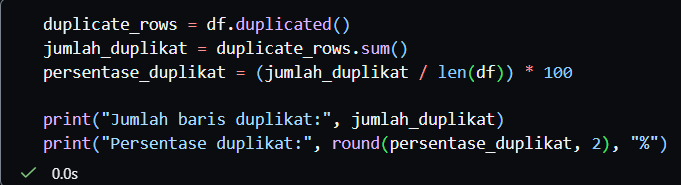 duplicate_rows = df.duplicated()
jumlah_duplikat = duplicate_rows.sum()
persentase_duplikat = (jumlah_duplikat / len(df)) * 100
print("Jumlah baris duplikat:", jumlah_duplikat)
print("Persentase duplikat:", round(persentase_duplikat, 2), "%")
0.0s